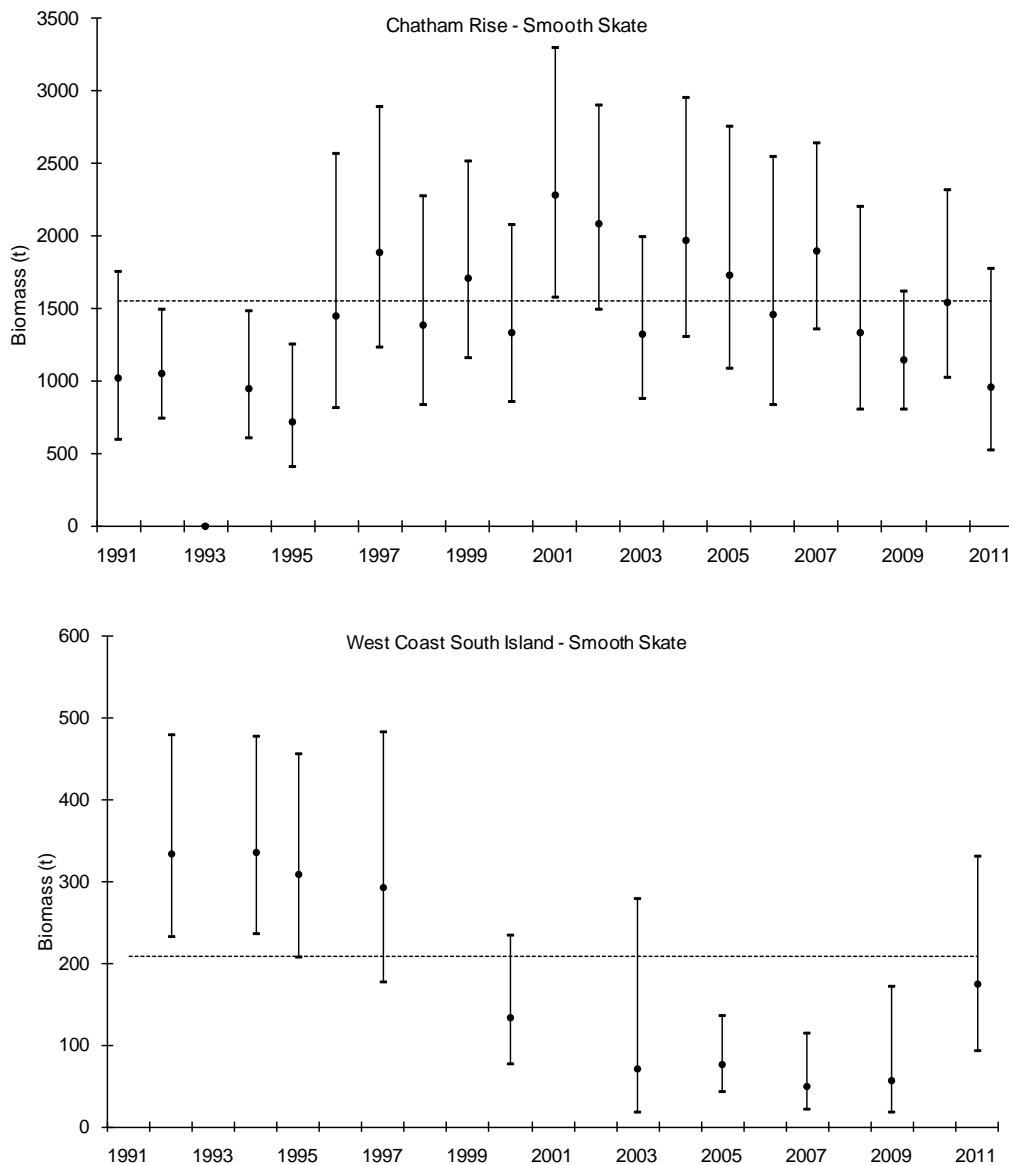 Chatham Rise - Smooth Skate
Biomass (t)
3500
3000
2500
2000
1500
1000
500
0
1991 1993 1995 1997 1999 2001 2003 2005 2007 2009 2011
West Coast South Island - Smooth Skate
Biomass (t)
600
500
400
300
200
100
0
1991 1993 1995 1997 1999 2001 2003 2005 2007 2009 2011